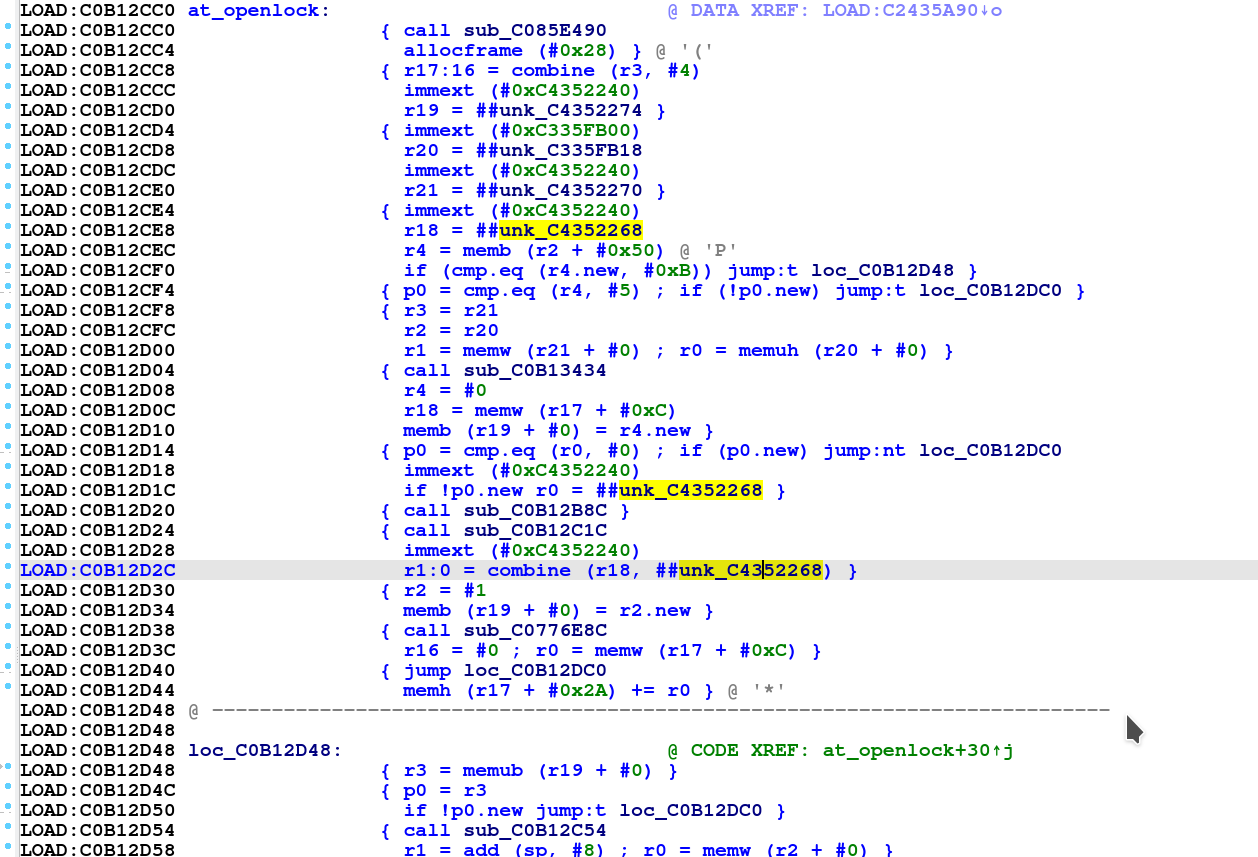 LOAD:C0B12CC0 at_openlock: @ DATA XREF: LOAD:C2435A90↓o
LOAD:C0B12CC0 { call sub_C085E490
LOAD:C0B12CC4 allocframe (#0x28) } @ '('
LOAD:C0B12CC8 { r17:16 = combine (r3, #4)
LOAD:C0B12CCC immext (#0xC4352240)
LOAD:C0B12CD0 r19 = ##unk_C4352274 }
LOAD:C0B12CD4 { immext (#0xC335FB00)
LOAD:C0B12CD8 r20 = ##unk_C335FB18
LOAD:C0B12CDC immext (#0xC4352240)
LOAD:C0B12CE0 r21 = ##unk_C4352270 }
LOAD:C0B12CE4 { immext (#0xC4352240)
LOAD:C0B12CE8 r18 = ##unk_C4352268
LOAD:C0B12CEC r4 = memb (r2 + #0x50) @ 'P'
LOAD:C0B12CF0 if (cmp.eq (r4.new, #0xB)) jump:t loc_C0B12D48 }
LOAD:C0B12CF4 { p0 = cmp.eq (r4, #5) ; if (!p0.new) jump:t loc_C0B12DC0 }
LOAD:C0B12CF8 { r3 = r21
LOAD:C0B12CFC r2 = r20
LOAD:C0B12D00 r1 = memw (r21 + #0) ; r0 = memuh (r20 + #0) }
LOAD:C0B12D04 { call sub_C0B13434
LOAD:C0B12D08 r4 = #0
LOAD:C0B12D0C r18 = memw (r17 + #0xC)
LOAD:C0B12D10 memb (r19 + #0) = r4.new }
LOAD:C0B12D14 { p0 = cmp.eq (r0, #0) ; if (p0.new) jump:nt loc_C0B12DC0
LOAD:C0B12D18 immext (#0xC4352240)
LOAD:C0B12D1C if !p0.new r0 = ##unk_C4352268 }
LOAD:C0B12D20 { call sub_C0B12B8C }
LOAD:C0B12D24 { call sub_C0B12C1C
LOAD:C0B12D28 immext (#0xC4352240)
LOAD:C0B12D2C r1:0 = combine (r18, ##unk_C4352268) }
LOAD:C0B12D30 { r2 = #1
LOAD:C0B12D34 memb (r19 + #0) = r2.new }
LOAD:C0B12D38 { call sub_C0776E8C
LOAD:C0B12D3C r16 = #0 ; r0 = memw (r17 + #0xC) }
LOAD:C0B12D40 { jump loc_C0B12DC0
LOAD:C0B12D44 memh (r17 + #0x2A) += r0 } @ '*'
LOAD:C0B12D48 @ ---------------------------------------------------------------------------
LOAD:C0B12D48
LOAD:C0B12D48 loc_C0B12D48: @ CODE XREF: at_openlock+30↑j
LOAD:C0B12D48 { r3 = memub (r19 + #0) }
LOAD:C0B12D4C { p0 = r3
LOAD:C0B12D50 if !p0.new jump:t loc_C0B12DC0 }
LOAD:C0B12D54 { call sub_C0B12C54
LOAD:C0B12D58 r1 = add (sp, #8) ; r0 = memw (r2 + #0) }